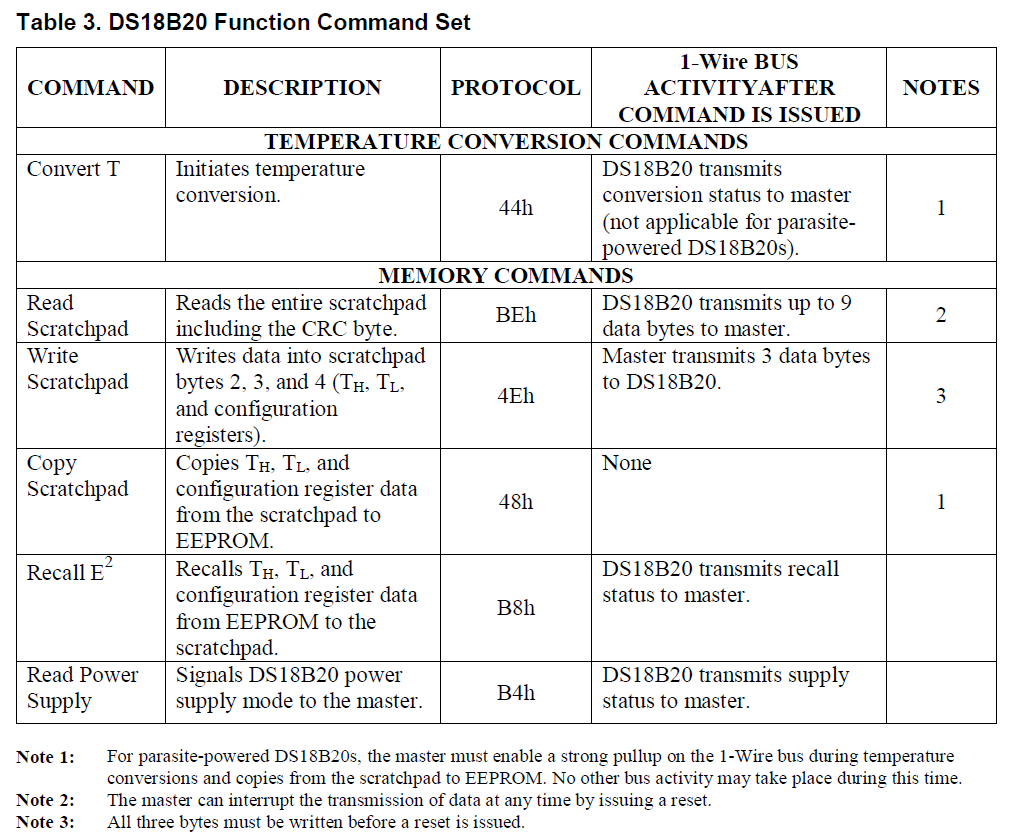 Table 3. DS18B20 Function Command Set
COMMAND
DESCRIPTION
PROTOCOL
1-Wire BUS
ACTIVITYAFTER
COMMAND IS ISSUED
NOTES
TEMPERATURE CONVERSION COMMANDS
Convert T
Initiates temperature
conversion.
44h
DS18B20 transmits
conversion status to master
(not applicable for parasite-
powered DS18B20s).
1
MEMORY COMMANDS
Read
Scratchpad
Reads the entire scratchpad
including the CRC byte.
BEh
DS18B20 transmits up to 9
data bytes to master.
2
Write
Scratchpad
Writes data into scratchpad
bytes 2, 3, and 4 (TH, TL,
and configuration
registers).
4Eh
Master transmits 3 data bytes
to DS18B20.
3
Copy
Scratchpad
Copies TH, TL, and
configuration register data
from the scratchpad to
EEPROM.
48h
None
1
Recall E2
Recalls TH, TL, and
configuration register data
from EEPROM to the
scratchpad.
B8h
DS18B20 transmits recall
status to master.
Read Power
Supply
Signals DS18B20 power
supply mode to the master.
B4h
DS18B20 transmits supply
status to master.
Note 1: For parasite-powered DS18B20s, the master must enable a strong pullup on the 1-Wire bus during temperature
conversions and copies from the scratchpad to EEPROM. No other bus activity may take place during this time.
Note 2: The master can interrupt the transmission of data at any time by issuing a reset.
Note 3: All three bytes must be written before a reset is issued.